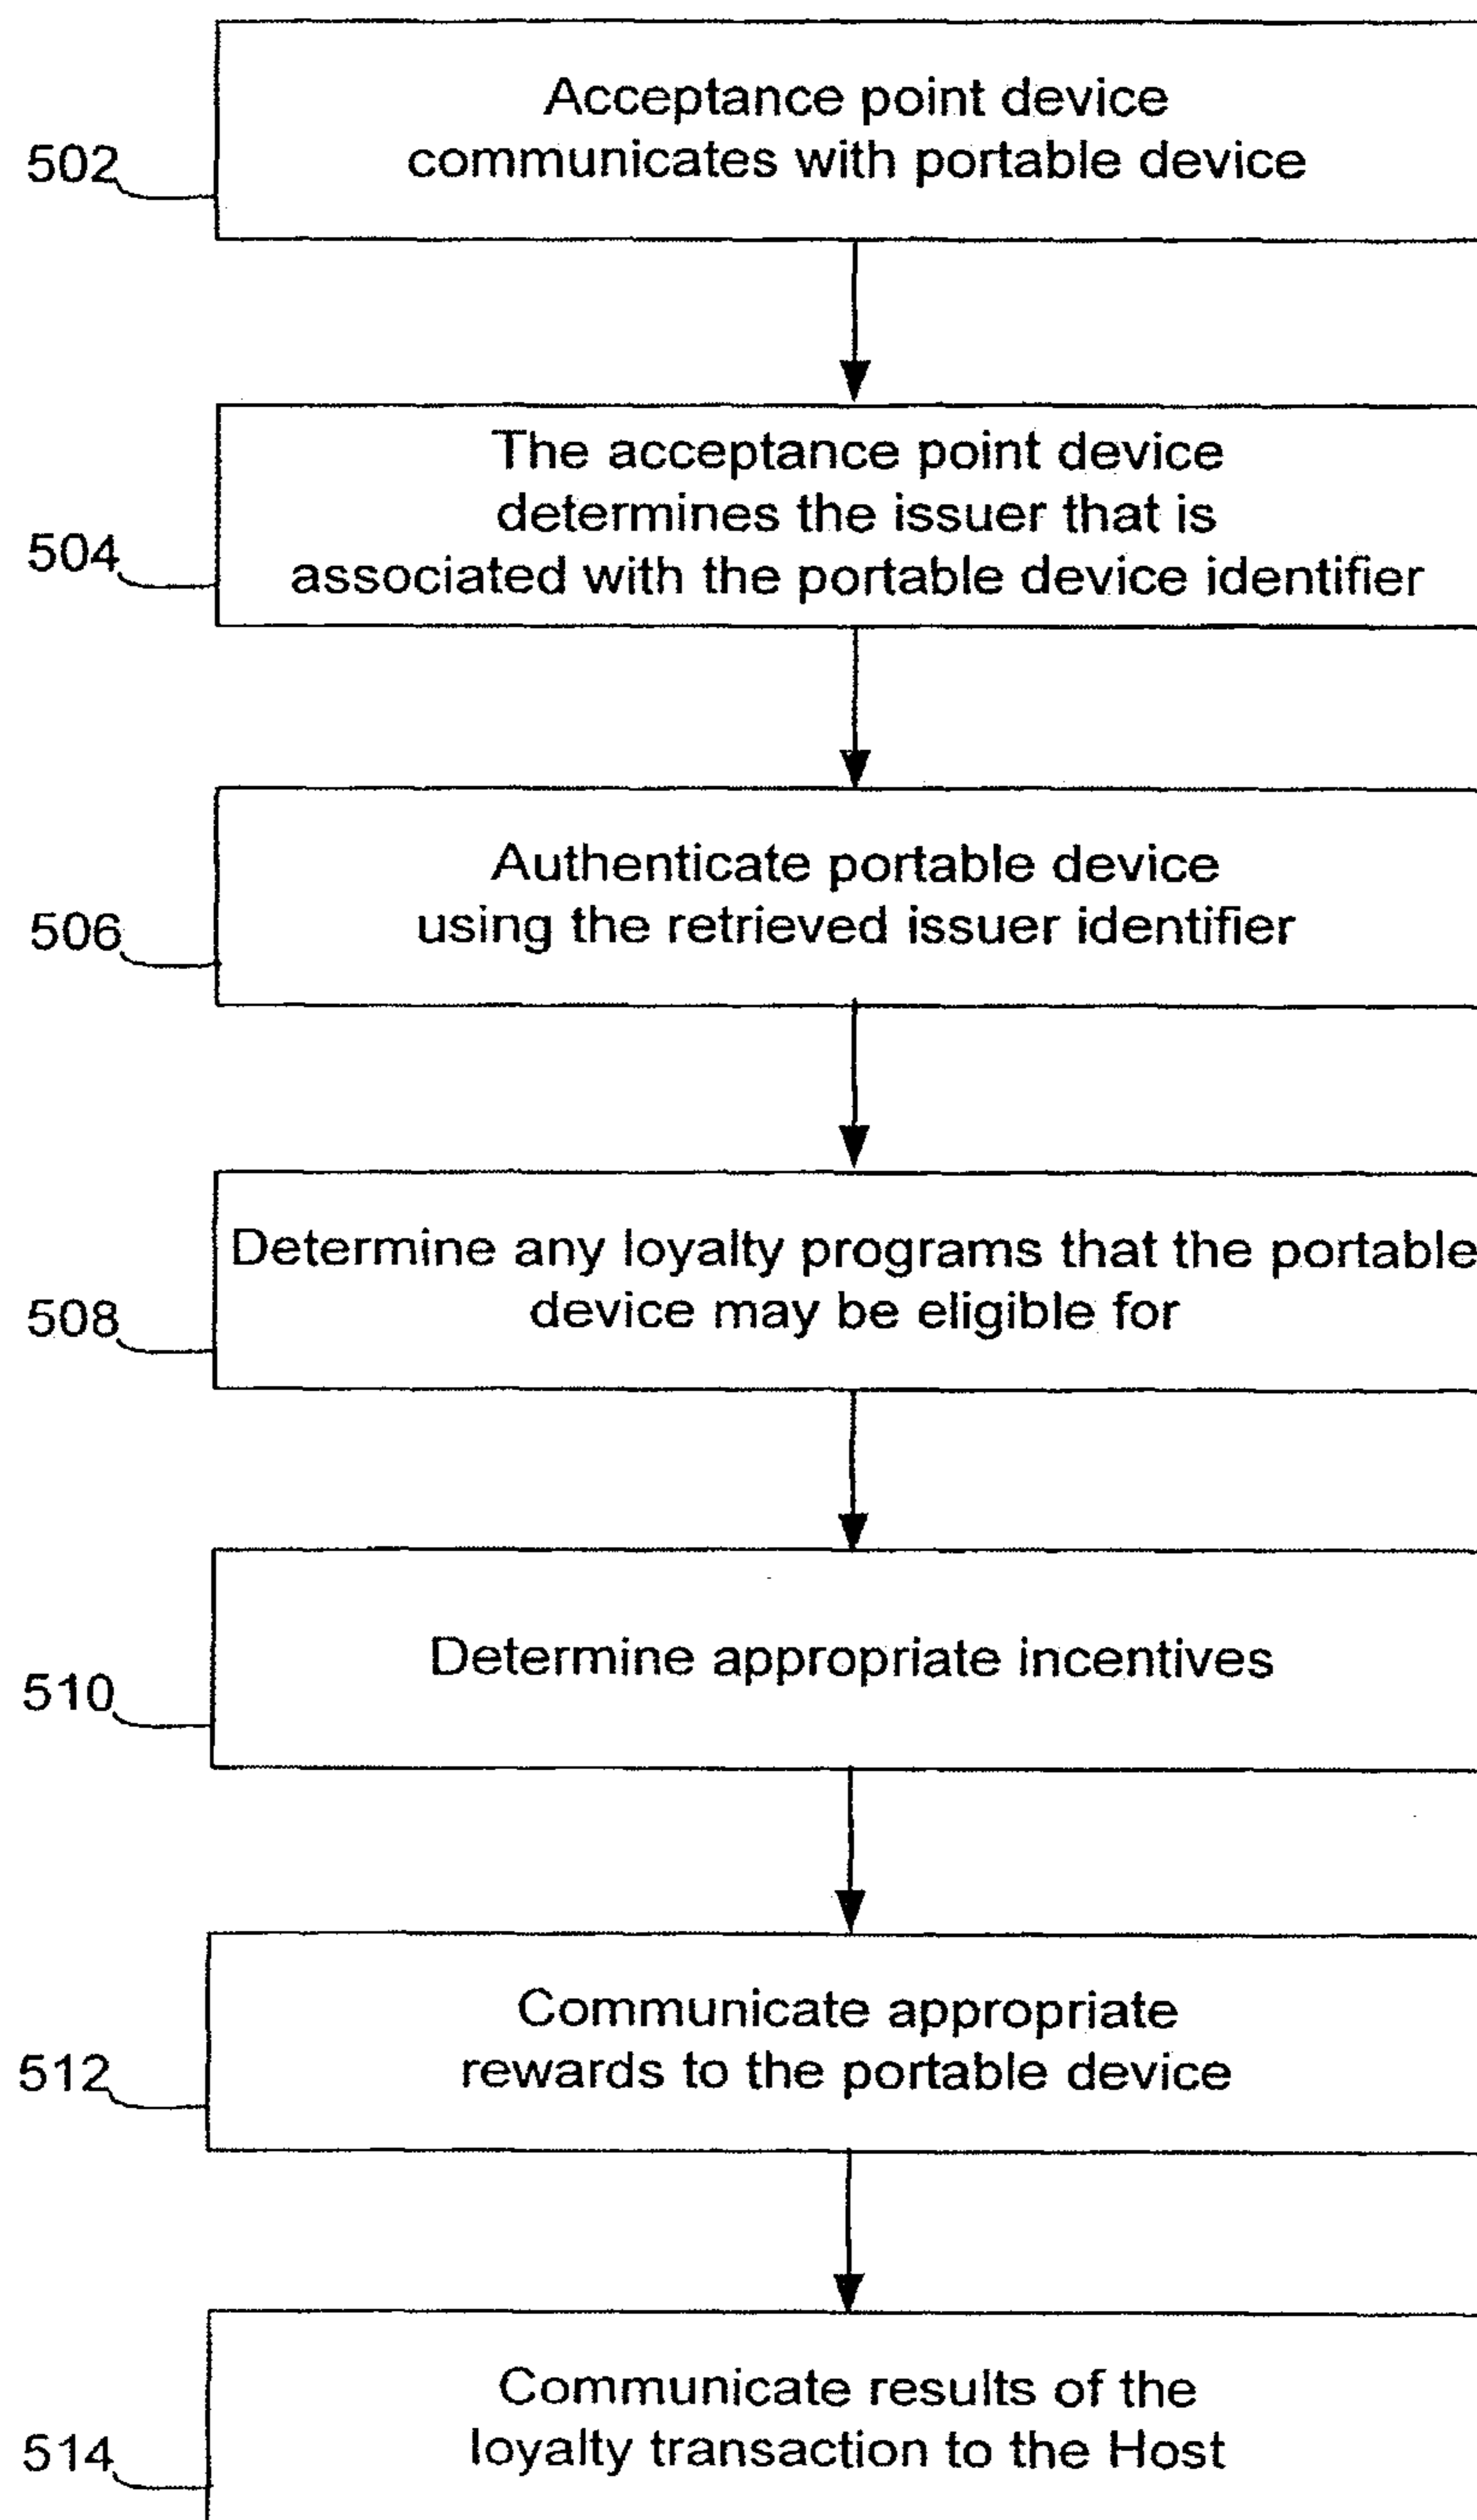 Acceptance point device
communicates with portable device
502
The acceptance point device
determines the issuer that is
associated with the portable device identifier
504
Authenticate portable device
using the retrieved issuer identifier
506
Determine any loyalty programs that the portable
device may be eligible for
508
Determine appropriate incentives
510
Communicate appropriate
rewards to the portable device
512
Communicate results of the
loyalty transaction to the Host
514